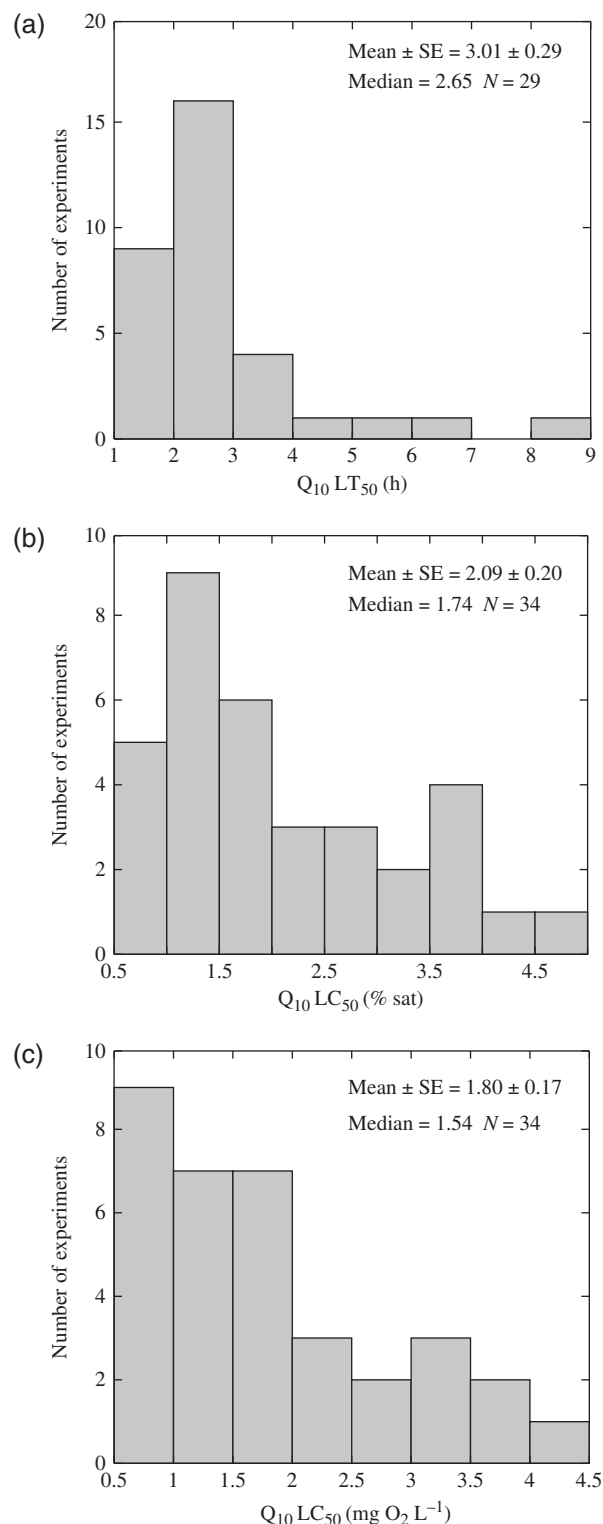 (a)
Mean ± SE = 3.01 ± 0.29
Median = 2.65 N = 29
Number of experiments
20
15
10
5
0
1 2 3 4 5 6 7 8 9
Q₁₀ LT₅₀ (h)
(b)
Mean ± SE = 2.09 ± 0.20
Median = 1.74 N = 34
Number of experiments
10
8
6
4
2
0
0.5 1.5 2.5 3.5 4.5
Q₁₀ LC₅₀ (% sat)
(c)
Mean ± SE = 1.80 ± 0.17
Median = 1.54 N = 34
Number of experiments
10
8
6
4
2
0
0.5 1 1.5 2 2.5 3 3.5 4 4.5
Q₁₀ LC₅₀ (mg O₂ L⁻¹)